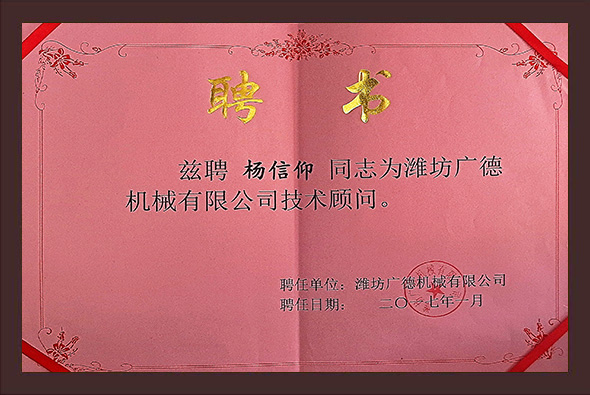 聘 书
兹聘 杨信仰 同志为潍坊广德
机械有限公司技术顾问。
聘任单位：潍坊广德机械有限公司
聘任日期： 二〇一七年一月